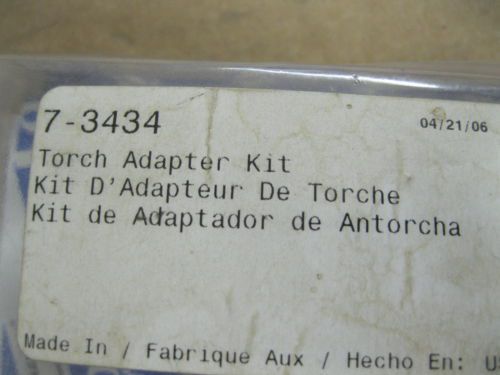 7-3434 04/21/06
Torch Adapter Kit
Kit D'Adapteur De Torche
Kit de Adaptador de Antorcha
Made In / Fabrique Aux / Hecho En: